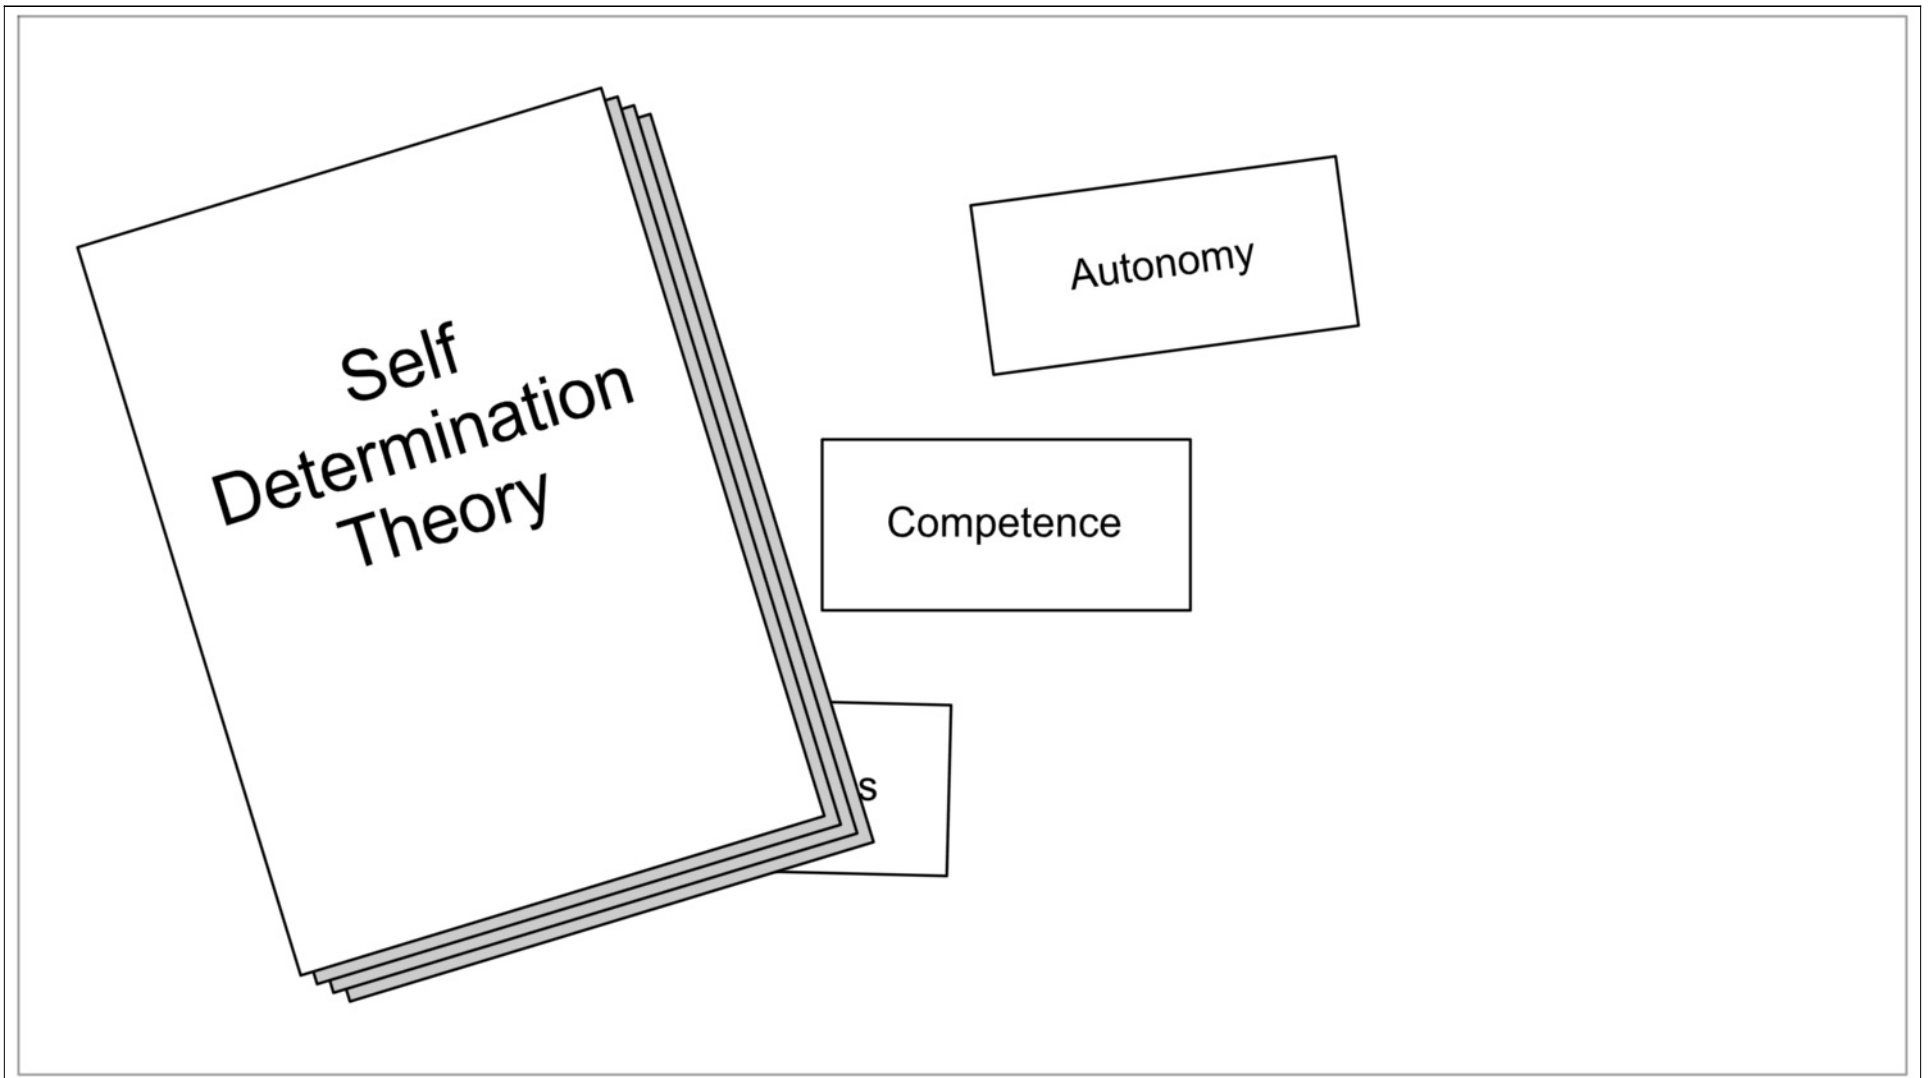 Self
Determination
Theory
Autonomy
Competence
s